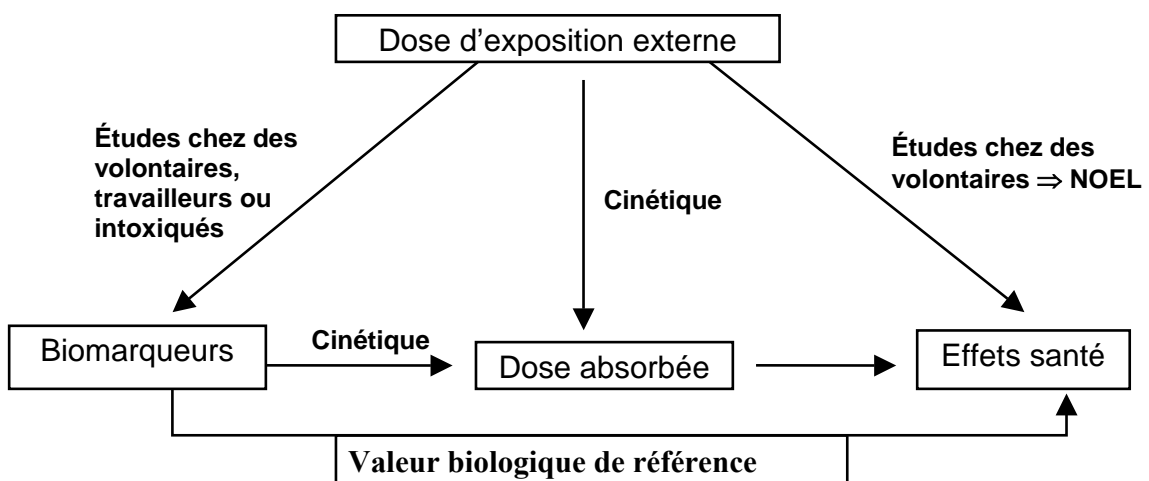 Dose d’exposition externe
Études chez des
volontaires,
travailleurs ou
intoxiqués
Cinétique
Études chez des
volontaires ⇒ NOEL
Biomarqueurs
Cinétique
Dose absorbée
Effets santé
Valeur biologique de référence